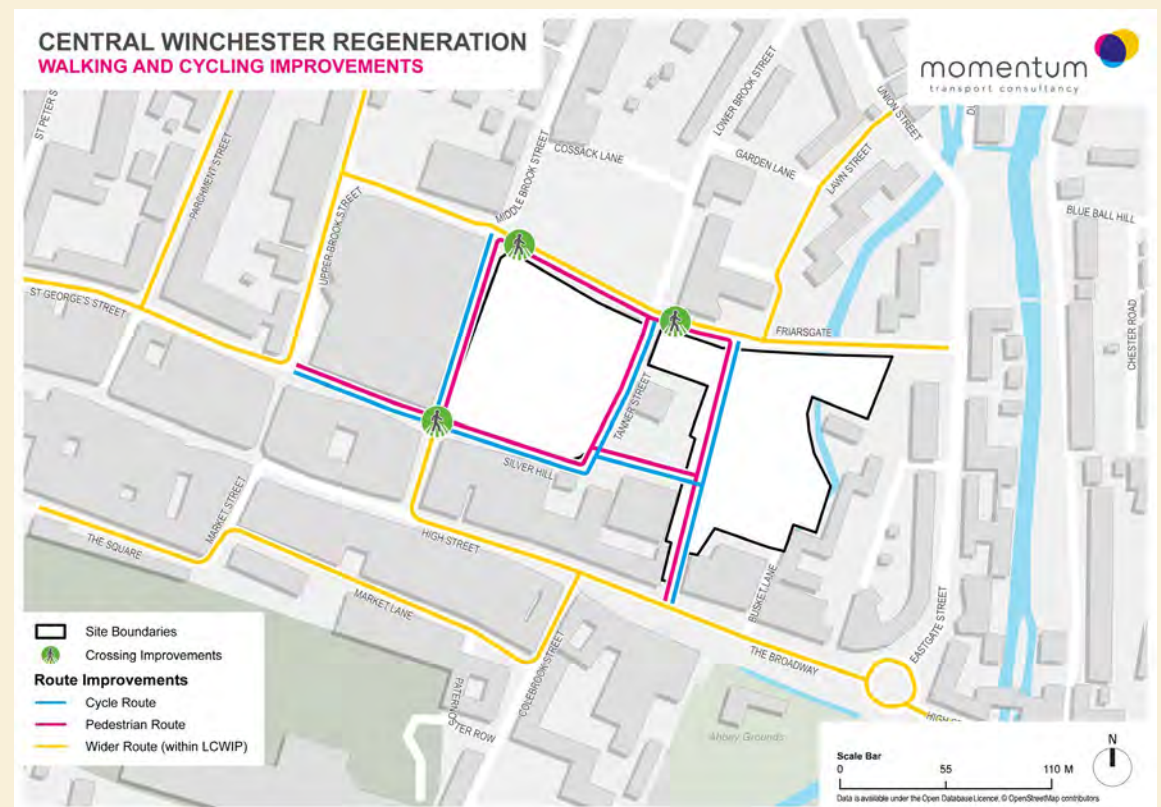 CENTRAL WINCHESTER REGENERATION
WALKING AND CYCLING IMPROVEMENTS
momentum
transport consultancy
PARCHMENT STREET
UPPER BROOK STREET
MIDDLE BROOK STREET
COSSACK LANE
LOWER BROOK STREET
GARDEN LANE
UNION STREET
LAWN STREET
BLUE BALL HILL
CHESTER ROAD
ST GEORGE'S STREET
FRIARSGATE
TANNER STREET
SILVER HILL
MARKET STREET
THE SQUARE
HIGH STREET
MARKET LANE
BUSKET LANE
EASTGATE STREET
THE BROADWAY
COLEBROOK STREET
PATERNOSTER ROW
Abbey Grounds
Site Boundaries
Crossing Improvements
Route Improvements
Cycle Route
Pedestrian Route
Wider Route (within LCWIP)
N
Scale Bar
0 55 110 M
Data is available under the Open Database Licence, © OpenStreetMap contributors